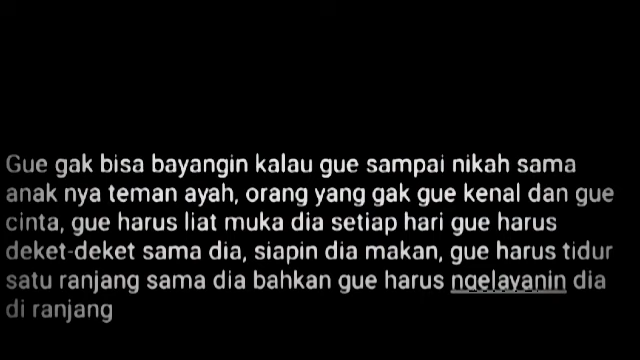 Gue gak bisa bayangin kalau gue sampai nikah sama
anak nya teman ayah, orang yang gak gue kenal dan gue
cinta, gue harus liat muka dia setiap hari gue harus
deket-deket sama dia, siapin dia makan, gue harus tidur
satu ranjang sama dia bahkan gue harus ngelayanin dia
di ranjang